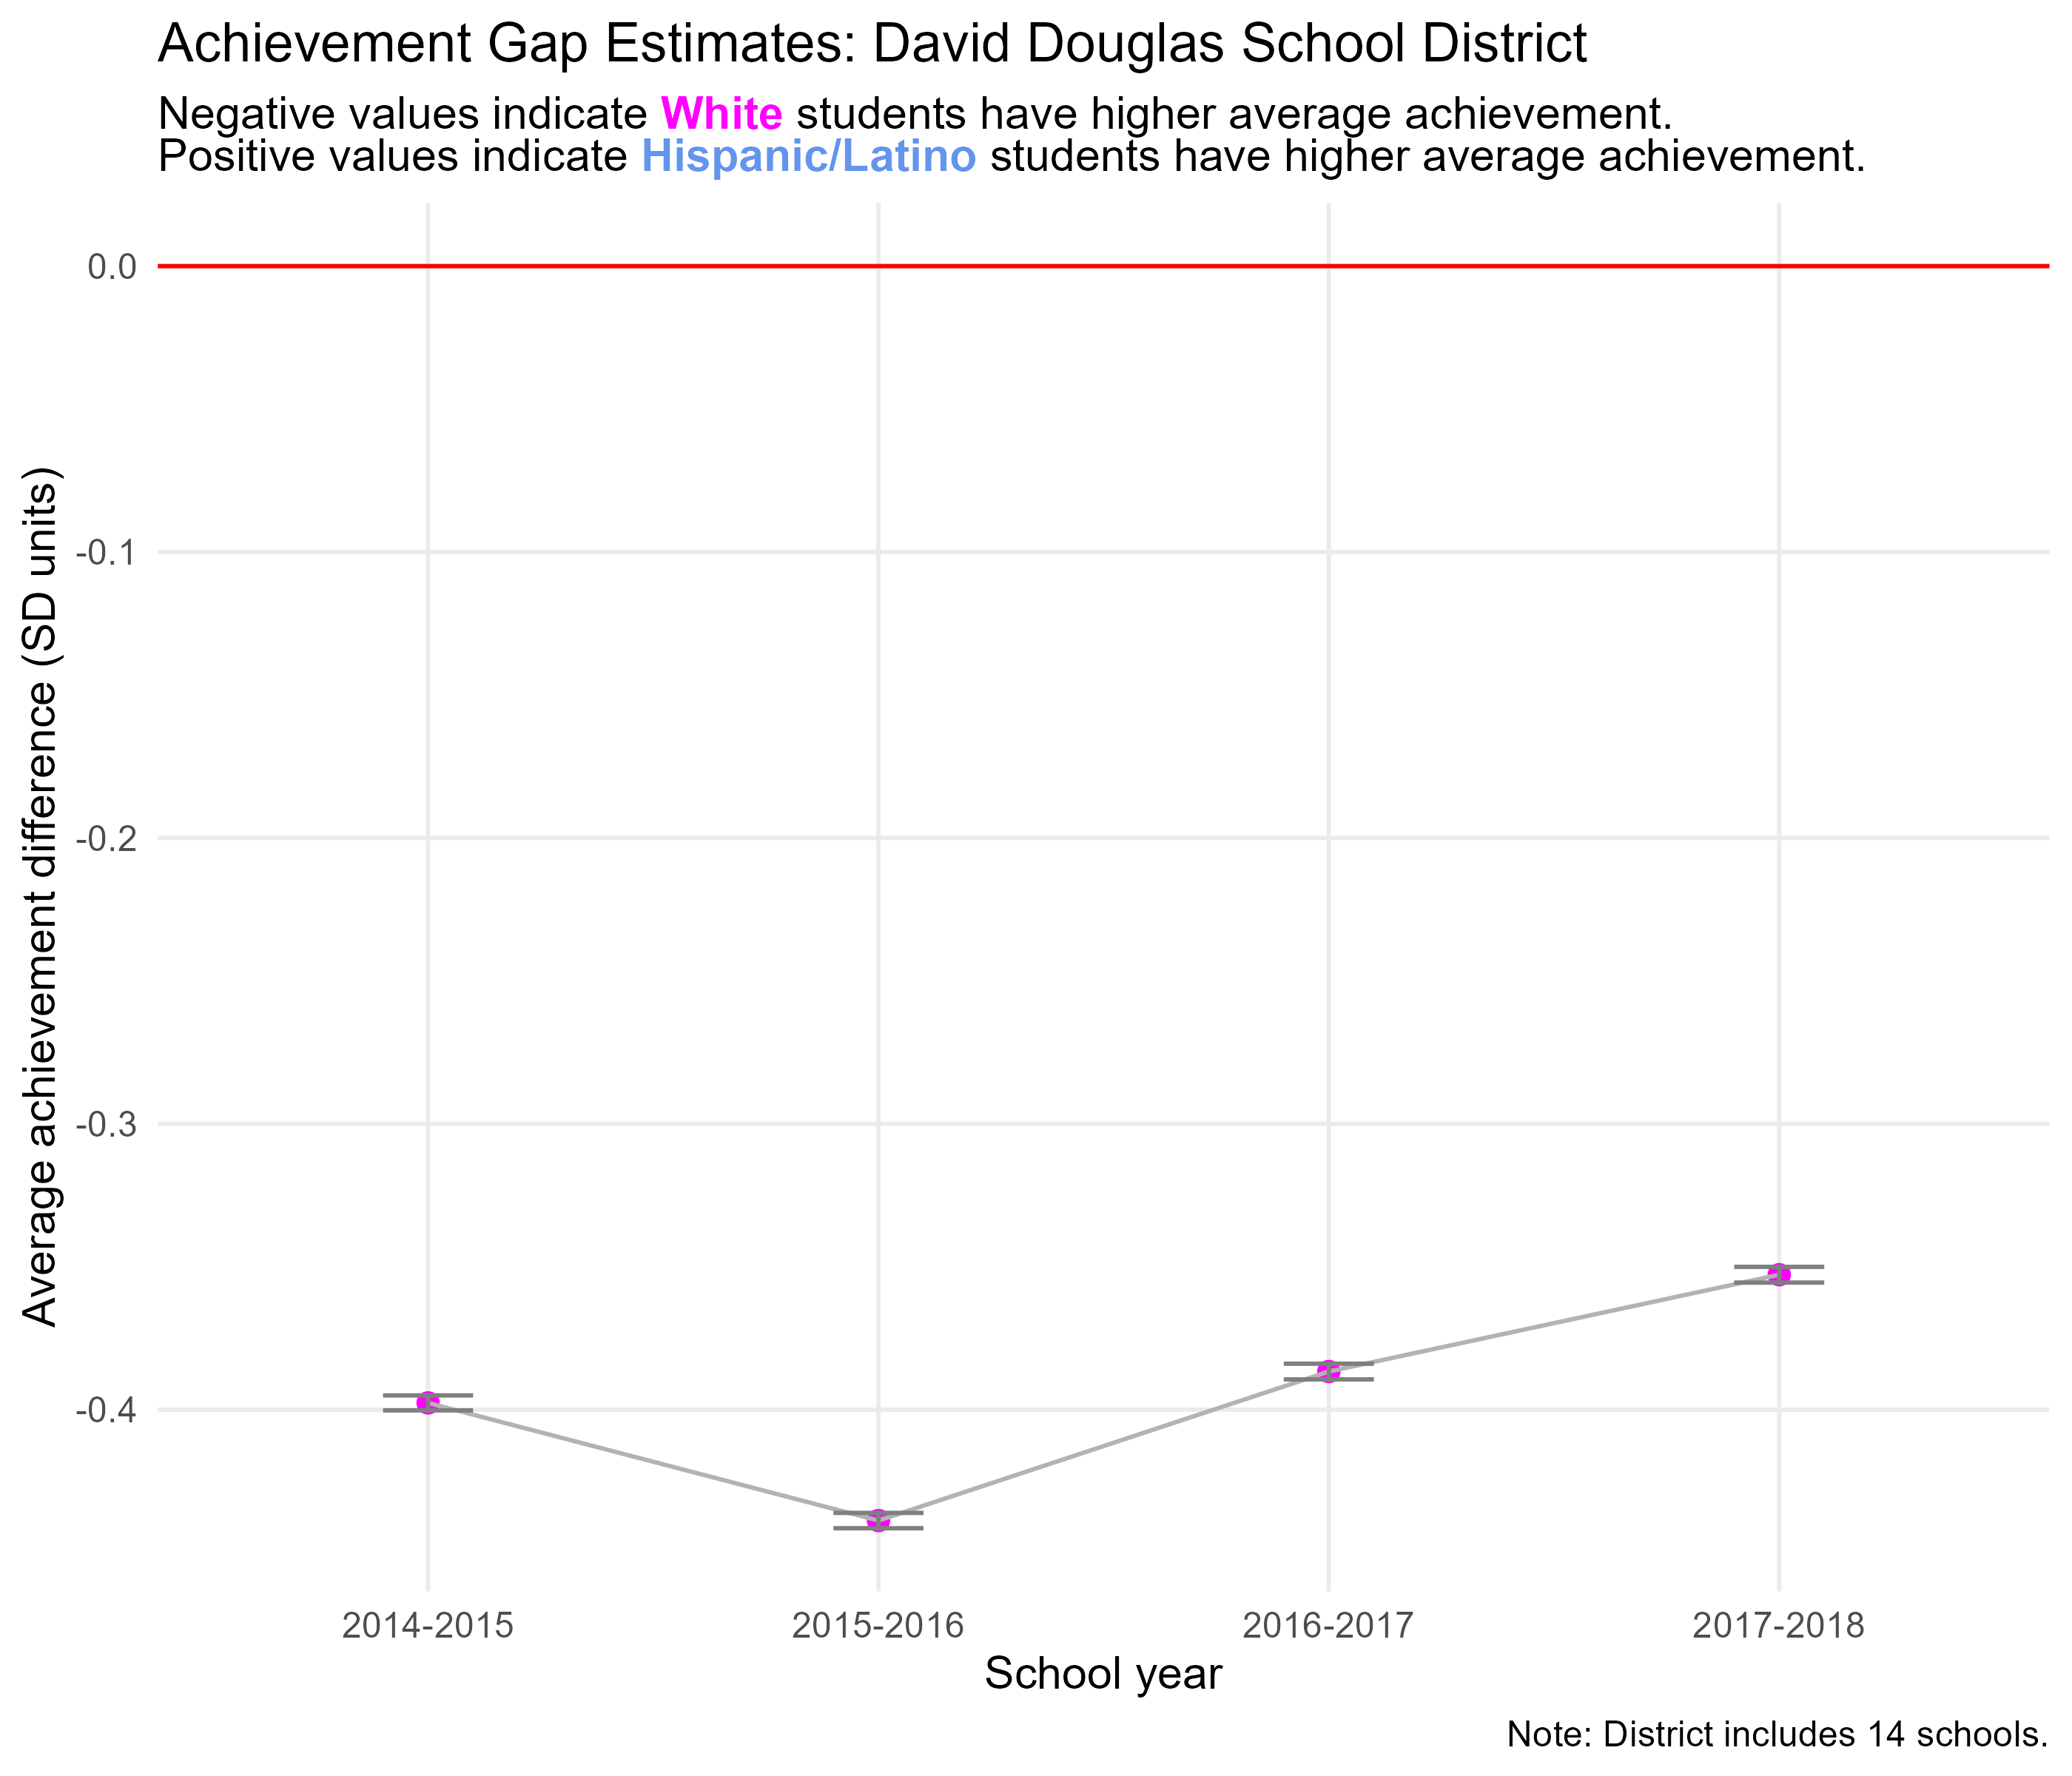 Achievement Gap Estimates: David Douglas School District
Negative values indicate White students have higher average achievement.
Positive values indicate Hispanic/Latino students have higher average achievement.
Average achievement difference (SD units)
0.0
-0.1
-0.2
-0.3
-0.4
2014-2015
2015-2016
2016-2017
2017-2018
School year
Note: District includes 14 schools.